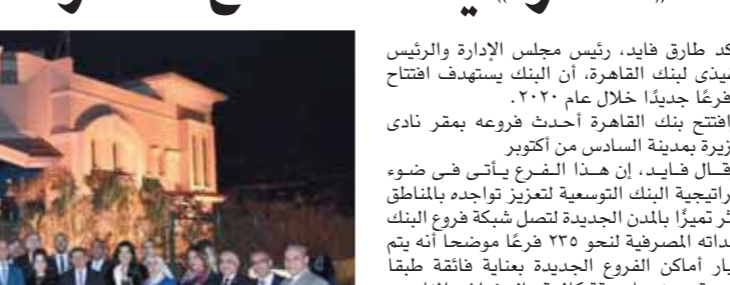 كد طارق فايد، رئيس مجلس الإدارة والرئيس
فيذى لبنك القاهرة، أن البنك يستهدف افتتاح
فرعًا جديدًا خلال عام ٢٠٢٠.
افتتح بنك القاهرة أحدث فروعه بمقر نادى
زيرة بمدينة السادس من أكتوبر
قال فايد، إن هذا الفرع يأتى فى ضوء
راتيجية البنك التوسعية لتعزيز تواجده بالمناطق
ثر تميزًا بالمدن الجديدة لتصل شبكة فروع البنك
داته المصرفية لنحو ٢٣٥ فرعًا موضحا أنه يتم
يار أماكن الفروع الجديدة بعناية فائقة طبقا